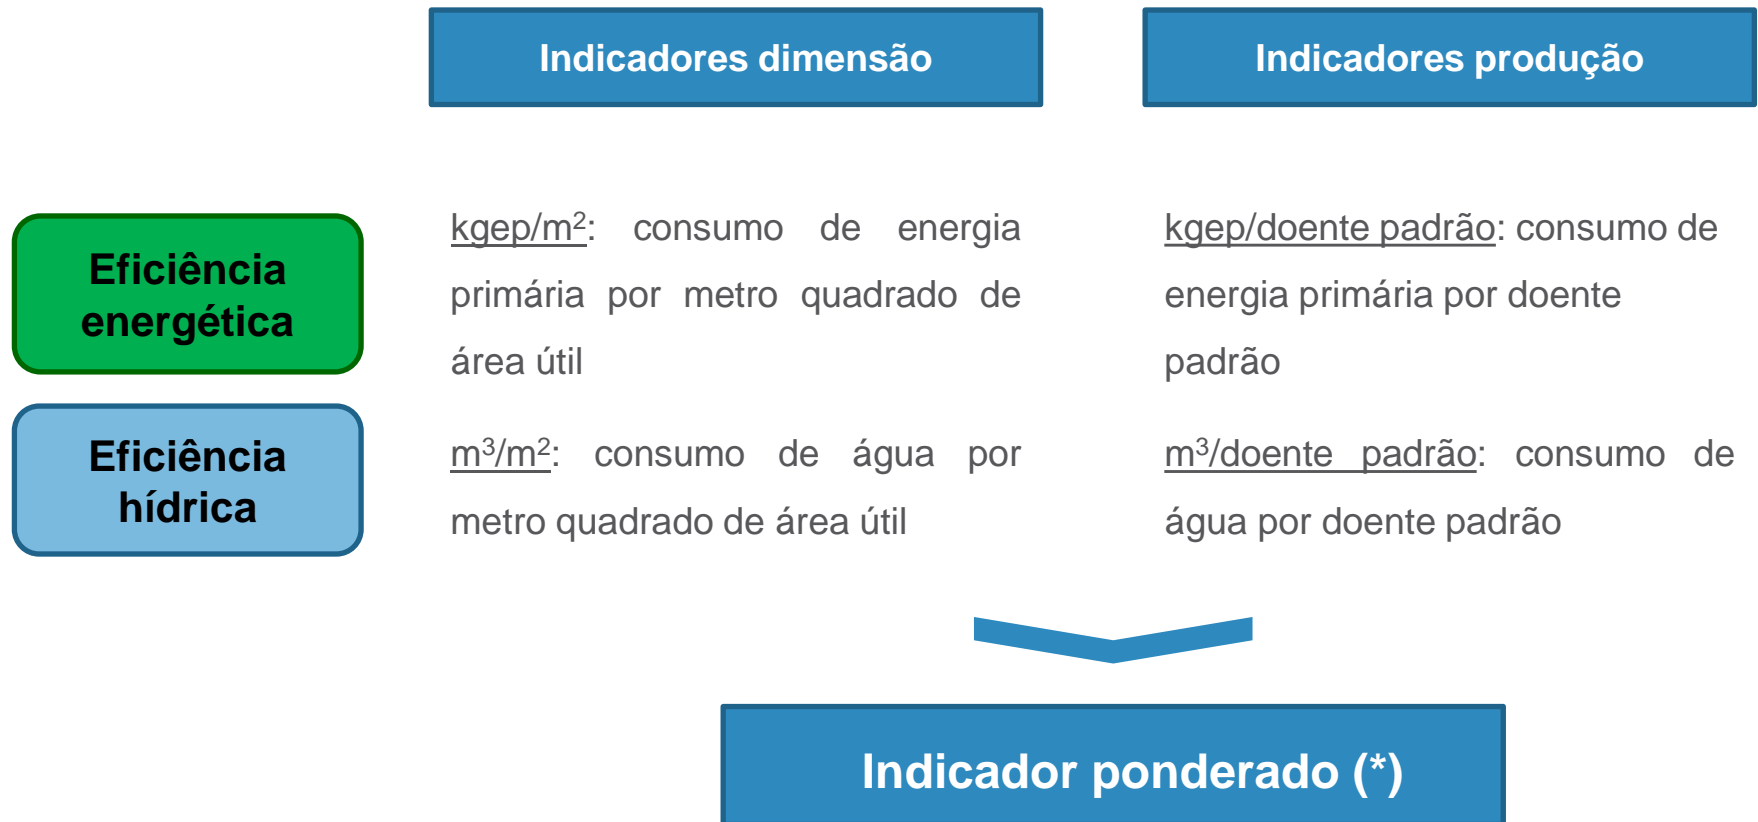 Indicadores dimensão
Indicadores produção
Eficiência
energética
kgep/m²: consumo de energia
primária por metro quadrado de
área útil
kgep/doente padrão: consumo de
energia primária por doente
padrão
Eficiência
hídrica
m³/m²: consumo de água por
metro quadrado de área útil
m³/doente padrão: consumo de
água por doente padrão
Indicador ponderado (*)